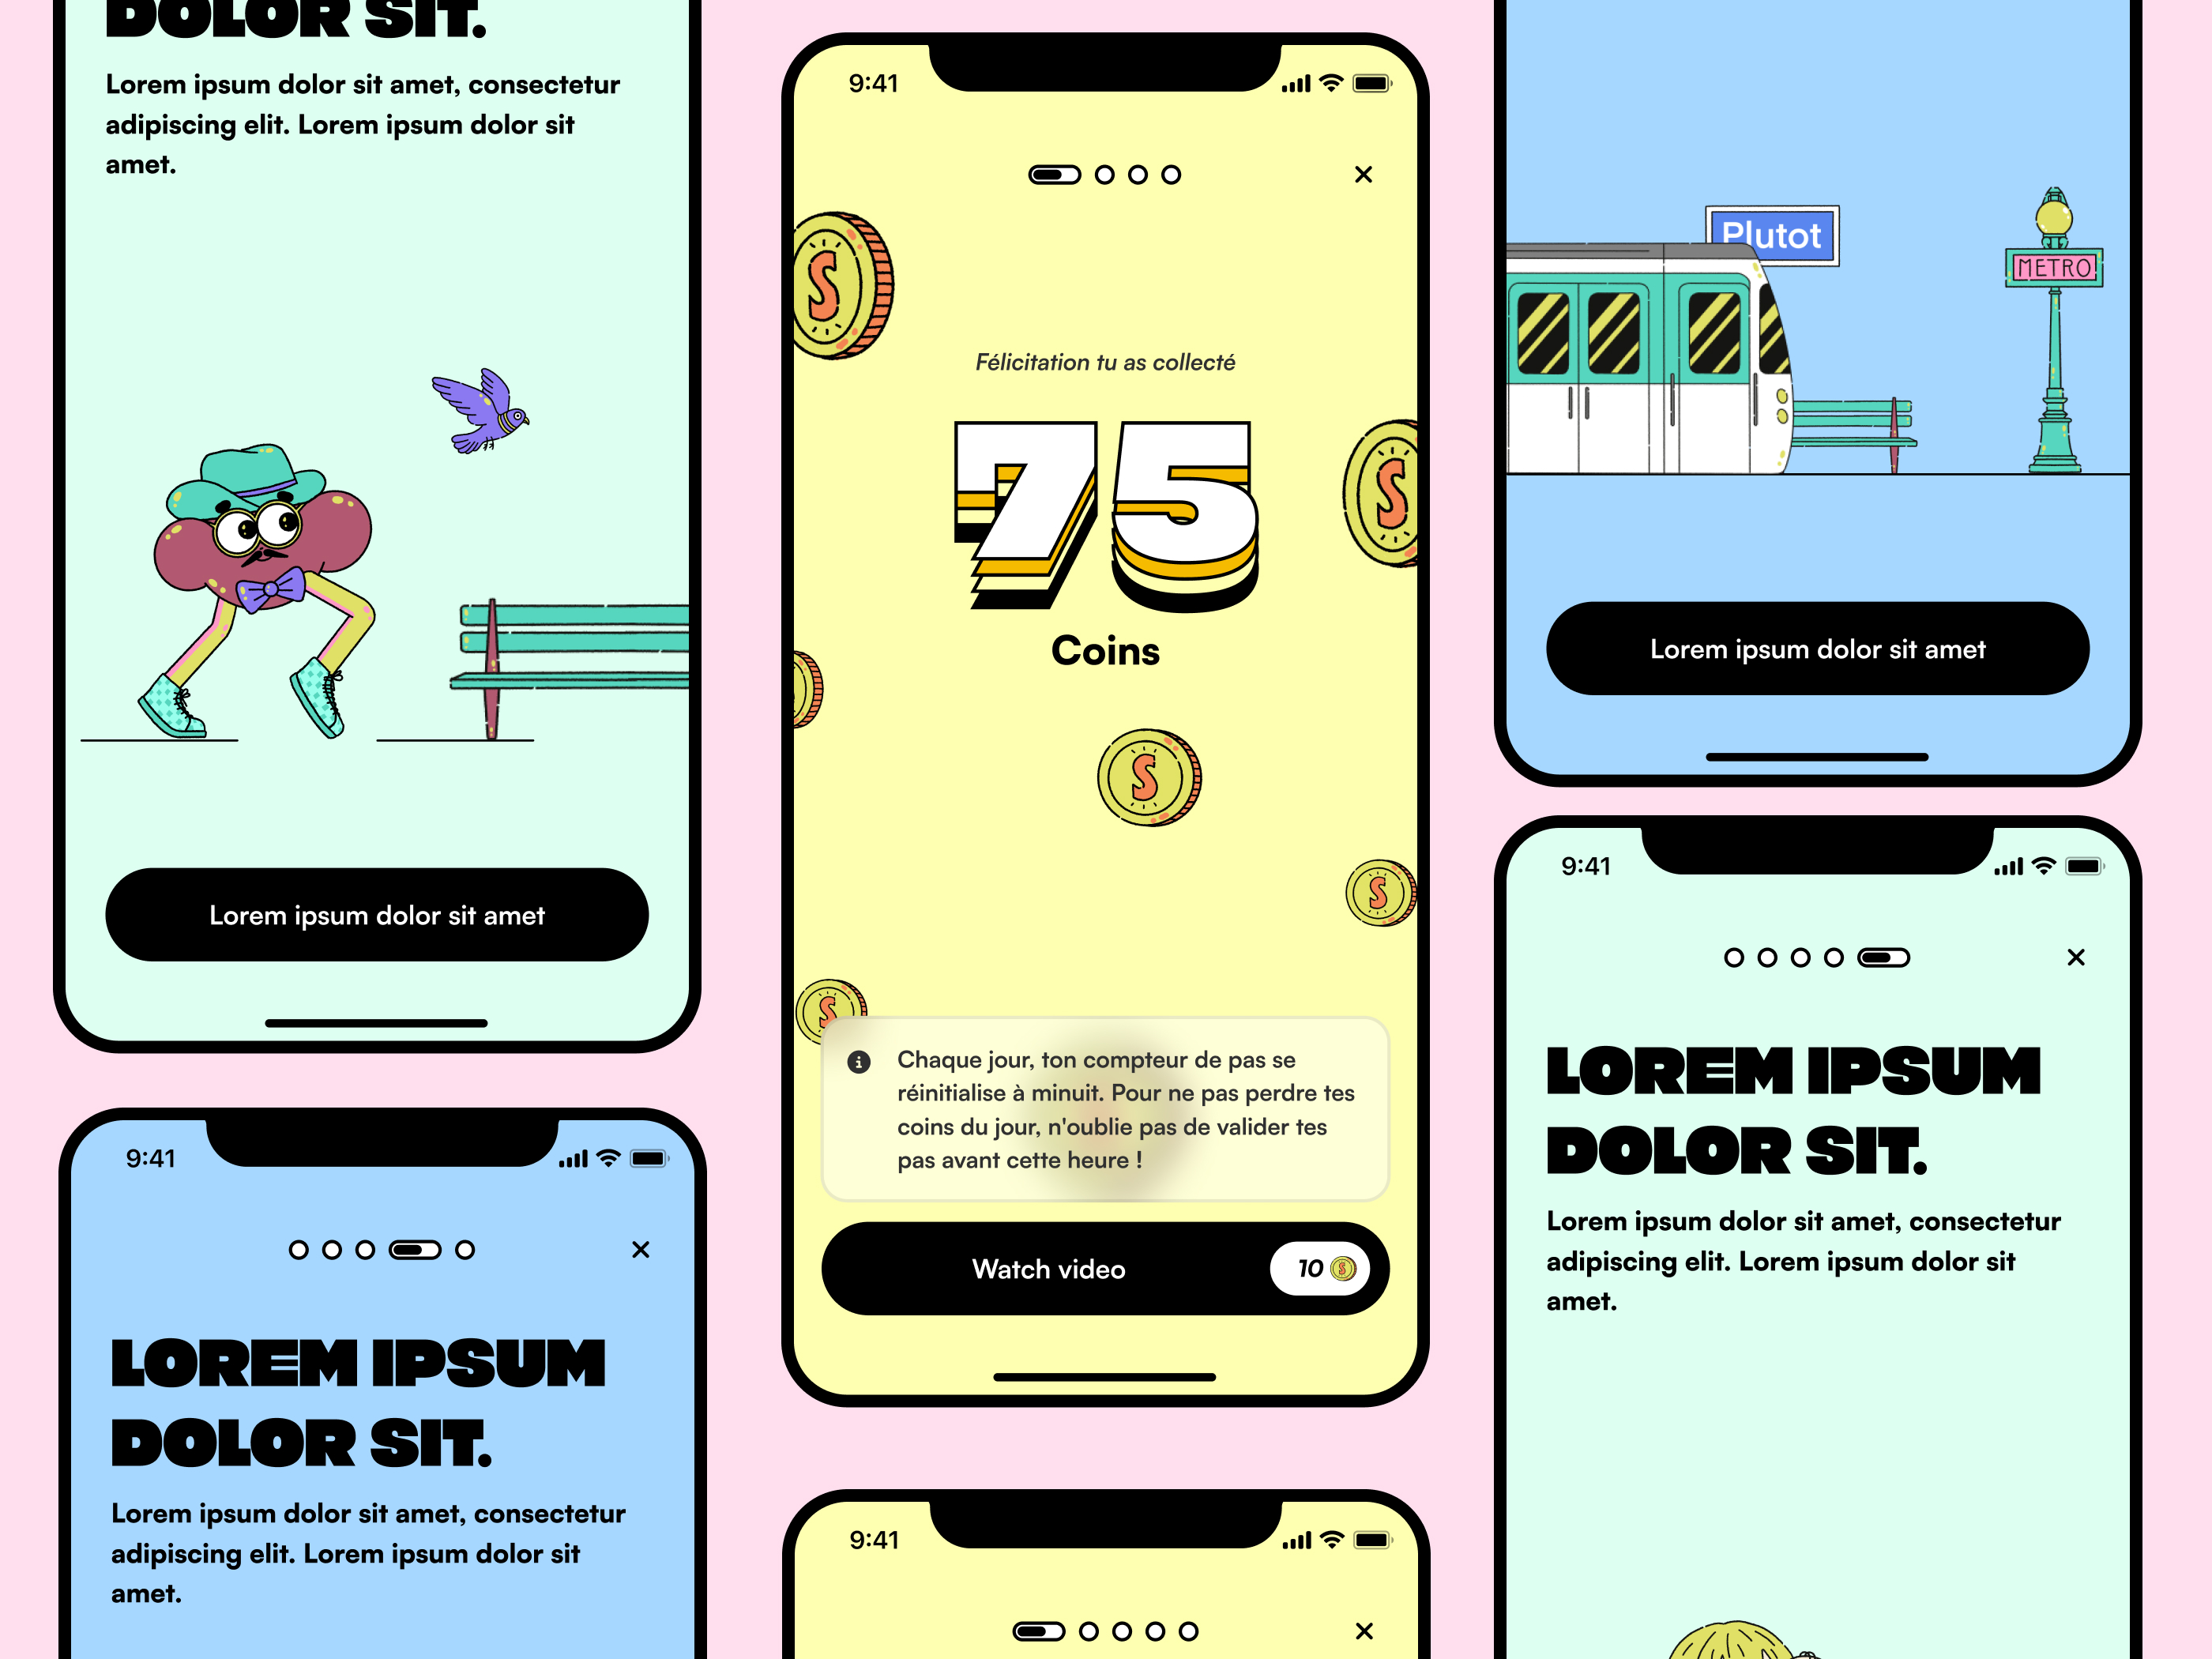 DOLOR SIT.
Lorem ipsum dolor sit amet, consectetur
adipiscing elit. Lorem ipsum dolor sit
amet.
Lorem ipsum dolor sit amet
9:41
LOREM IPSUM
DOLOR SIT.
Lorem ipsum dolor sit amet, consectetur
adipiscing elit. Lorem ipsum dolor sit
amet.
9:41
S
Félicitation tu as collecté
75
S
Coins
S
S
S
Chaque jour, ton compteur de pas se
réinitialise à minuit. Pour ne pas perdre tes
coins du jour, n'oublie pas de valider tes
pas avant cette heure !
Watch video
10 S
9:41
Plutot
METRO
Lorem ipsum dolor sit amet
9:41
LOREM IPSUM
DOLOR SIT.
Lorem ipsum dolor sit amet, consectetur
adipiscing elit. Lorem ipsum dolor sit
amet.